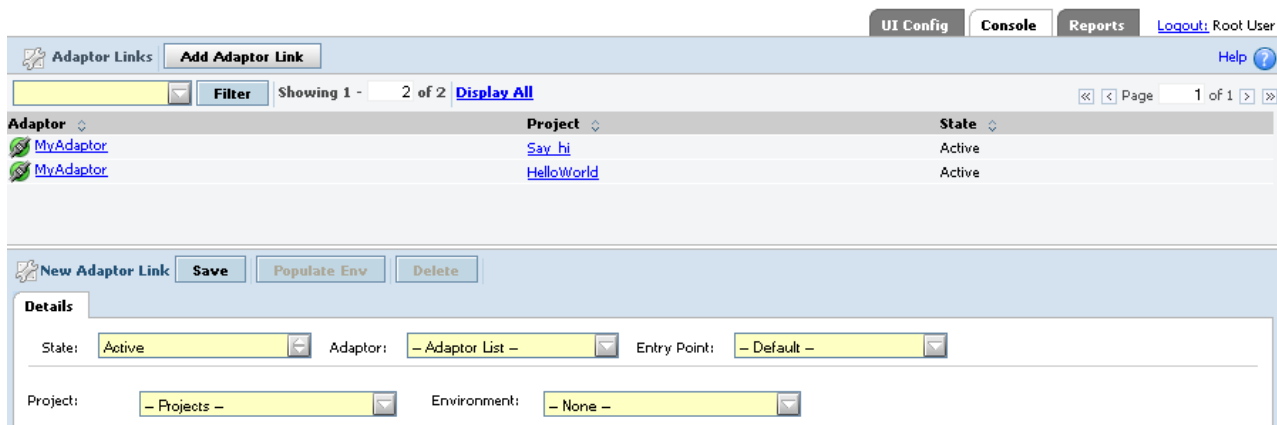 UI Config Console Reports Logout: Root User
Adaptor Links Add Adaptor Link Help ?
Filter Showing 1 - 2 of 2 Display All << < Page 1 of 1 > >>
Adaptor Project State
MyAdaptor Say_hi Active
MyAdaptor HelloWorld Active
New Adaptor Link Save Populate Env Delete
Details
State: Active Adaptor: – Adaptor List – Entry Point: – Default –
Project: – Projects – Environment: – None –